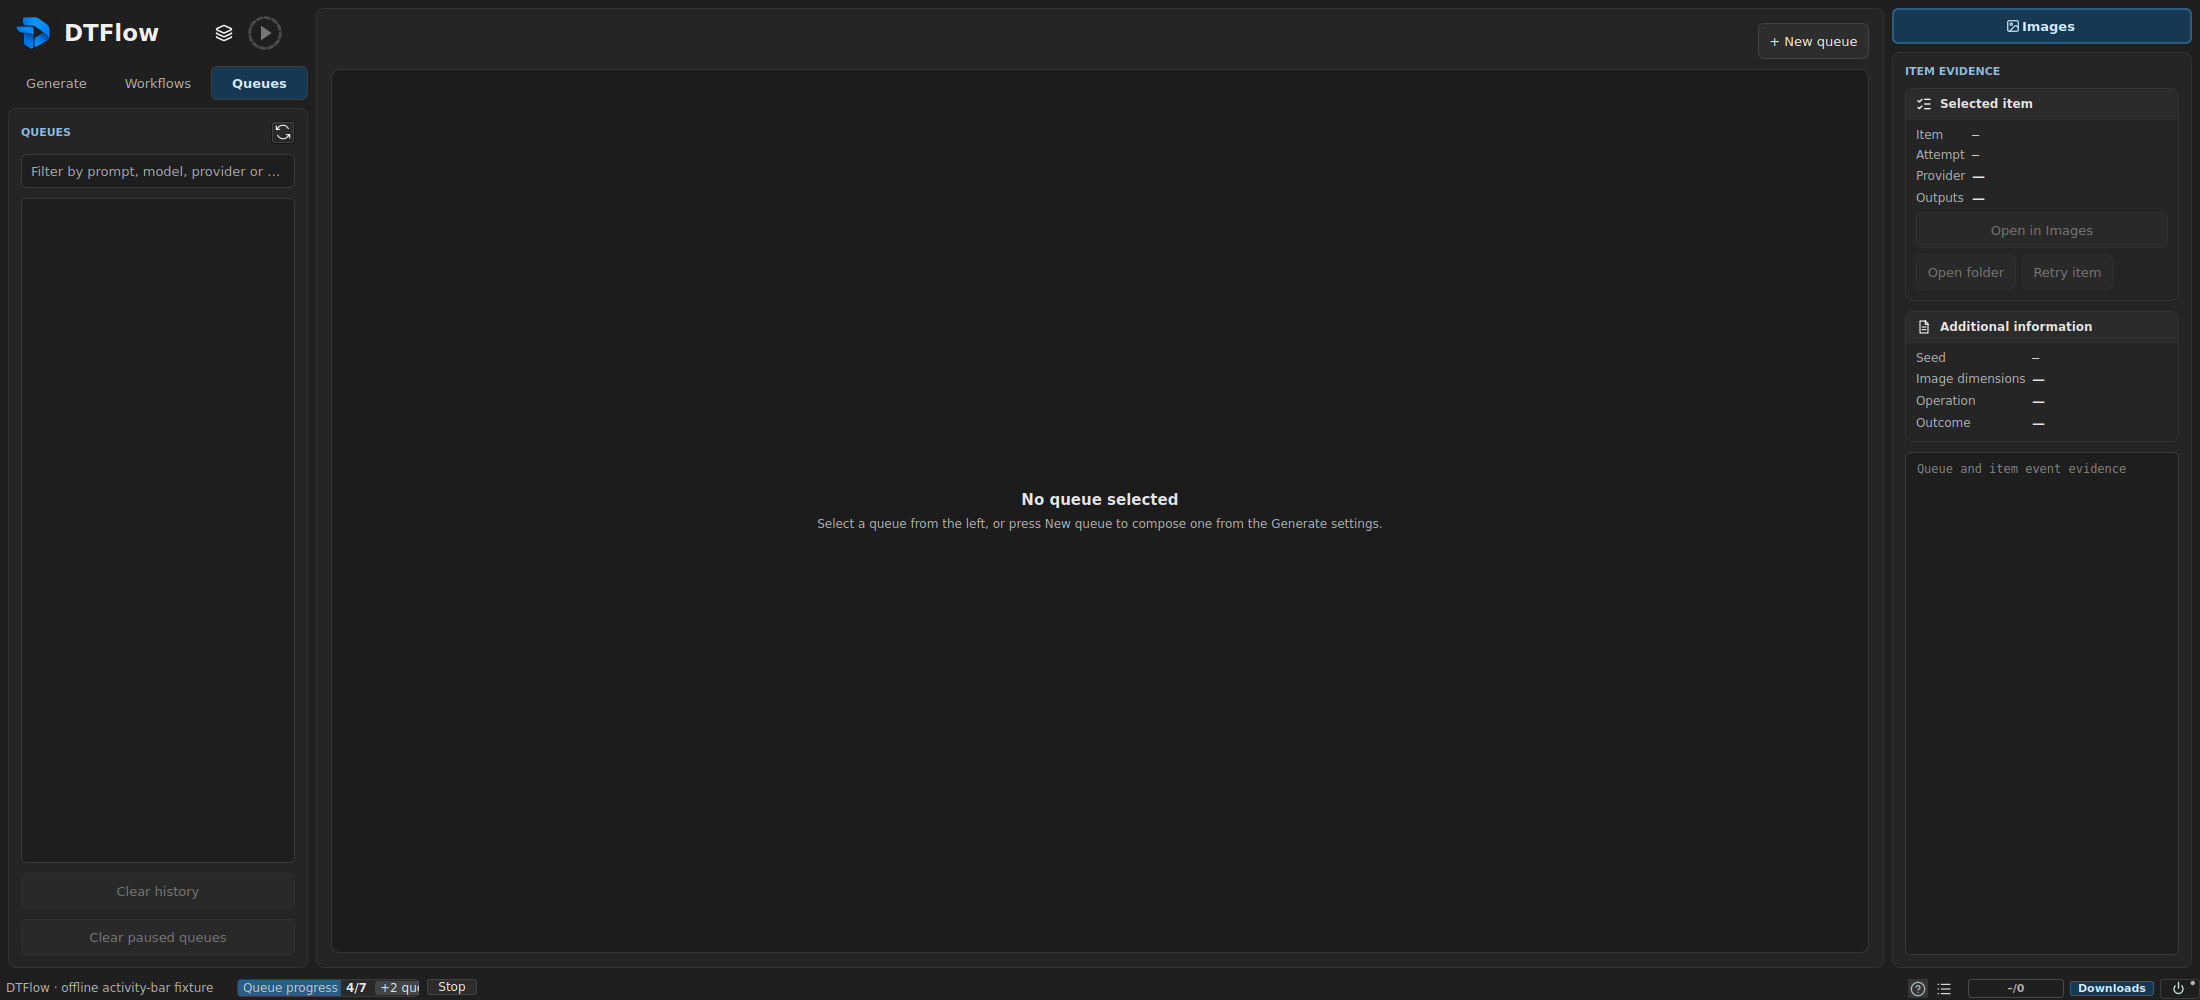 DTFlow
Generate
Workflows
Queues
QUEUES
Filter by prompt, model, provider or ...
Clear history
Clear paused queues
+ New queue
No queue selected
Select a queue from the left, or press New queue to compose one from the Generate settings.
Images
ITEM EVIDENCE
Selected item
Item –
Attempt –
Provider —
Outputs —
Open in Images
Open folder
Retry item
Additional information
Seed –
Image dimensions —
Operation —
Outcome —
Queue and item event evidence
DTFlow · offline activity-bar fixture
Queue progress 4/7 +2 qu
Stop
-/0
Downloads